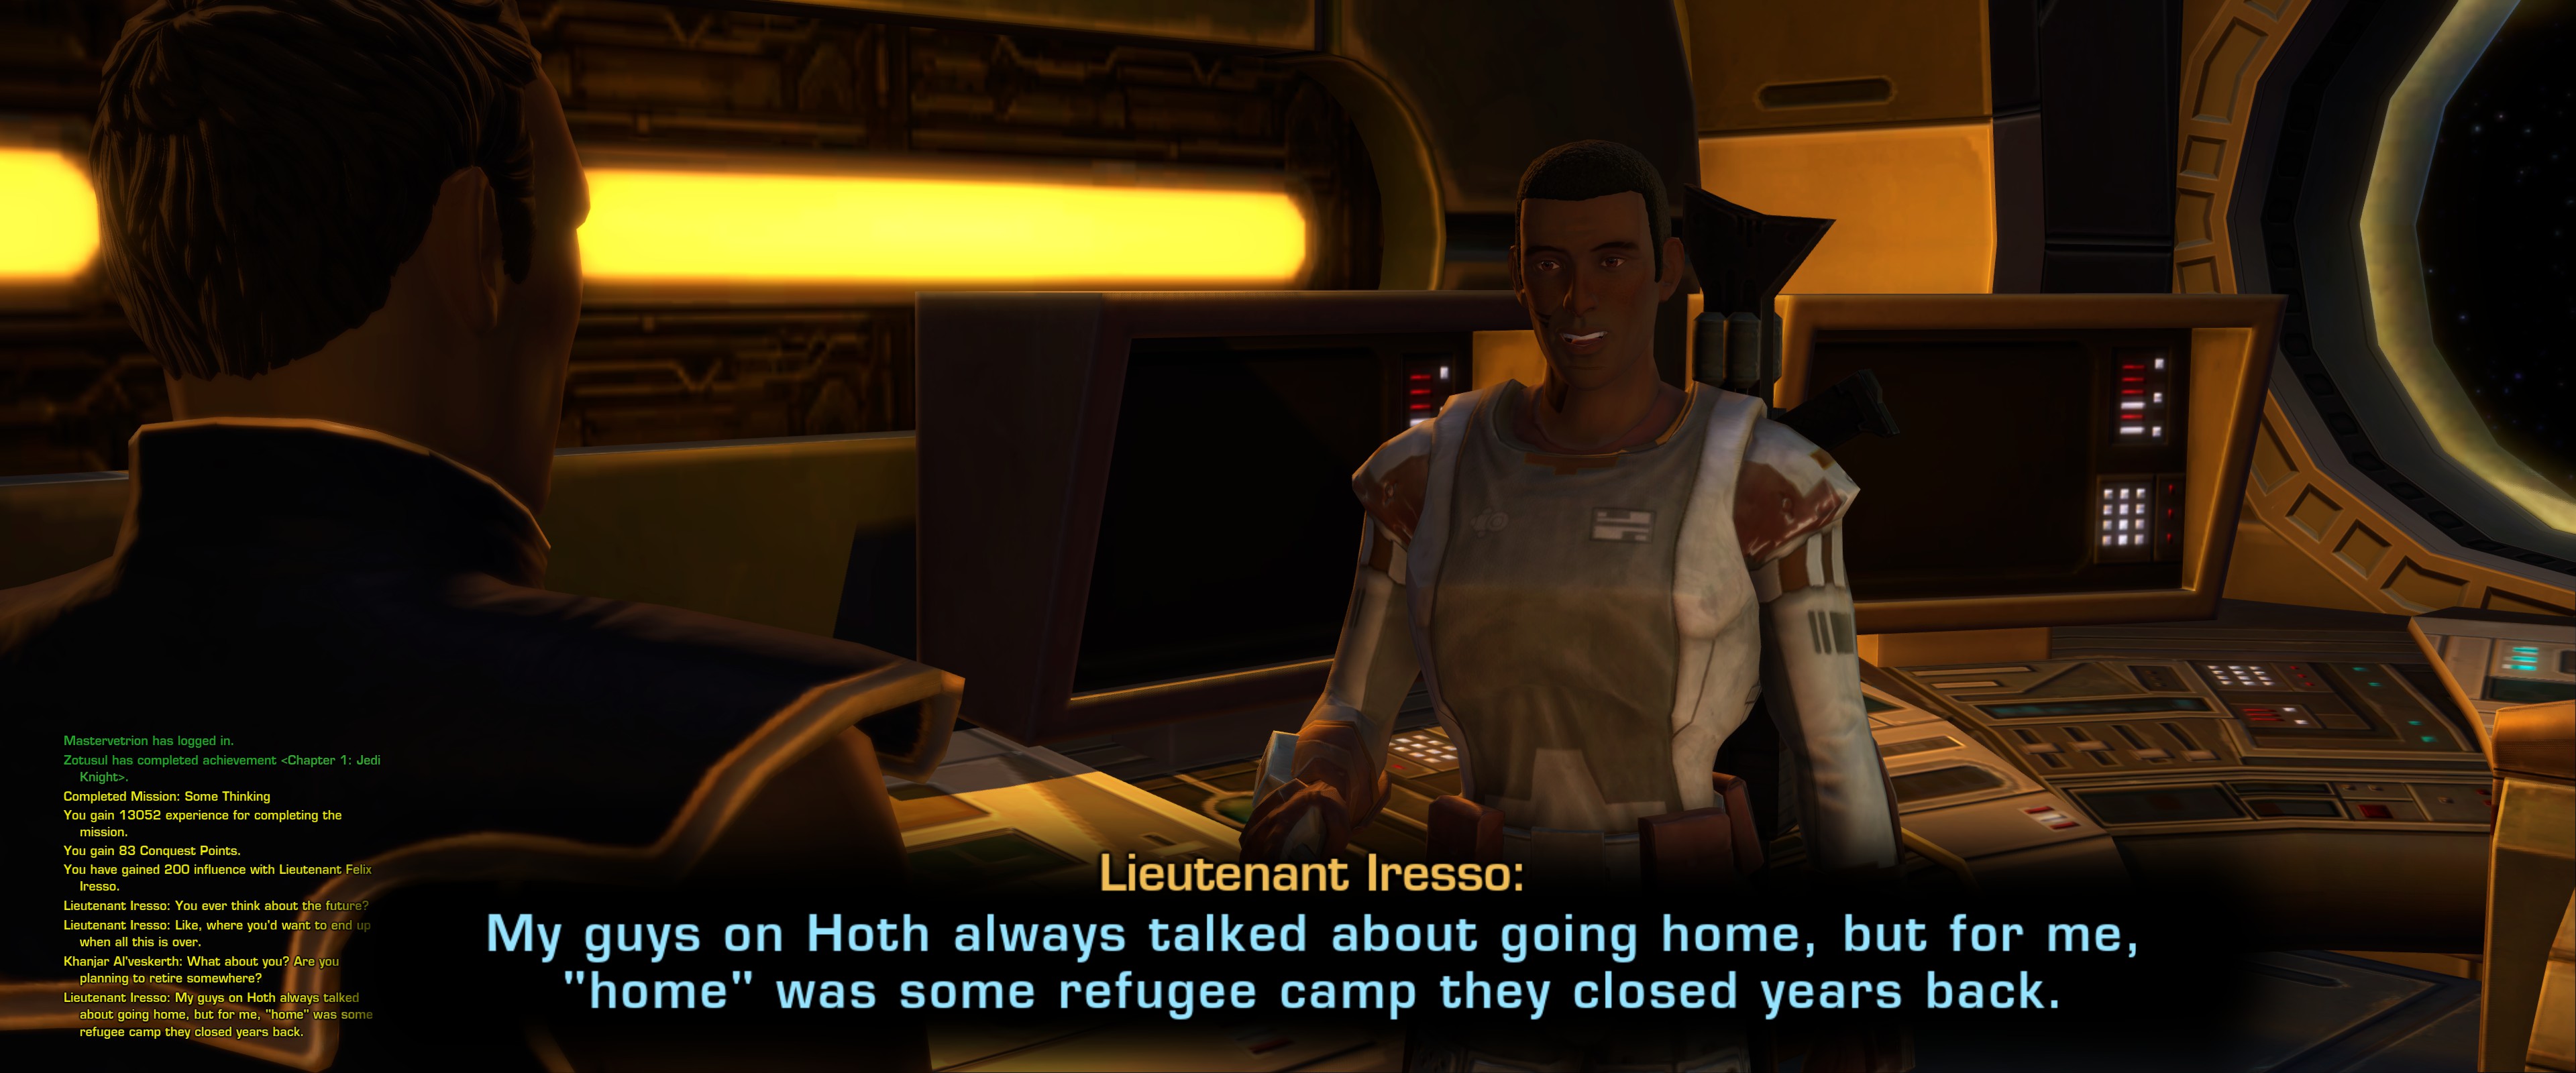 Mastervetrion has logged in.
Zotusul has completed achievement <Chapter 1: Jedi
Knight>.
Completed Mission: Some Thinking
You gain 13052 experience for completing the
mission.
You gain 83 Conquest Points.
You have gained 200 influence with Lieutenant Felix
Iresso.
Lieutenant Iresso: You ever think about the future?
Lieutenant Iresso: Like, where you'd want to end up
when all this is over.
Khanjar Al'veskerth: What about you? Are you
planning to retire somewhere?
Lieutenant Iresso: My guys on Hoth always talked
about going home, but for me, "home" was some
refugee camp they closed years back.
Lieutenant Iresso:
My guys on Hoth always talked about going home, but for me,
"home" was some refugee camp they closed years back.